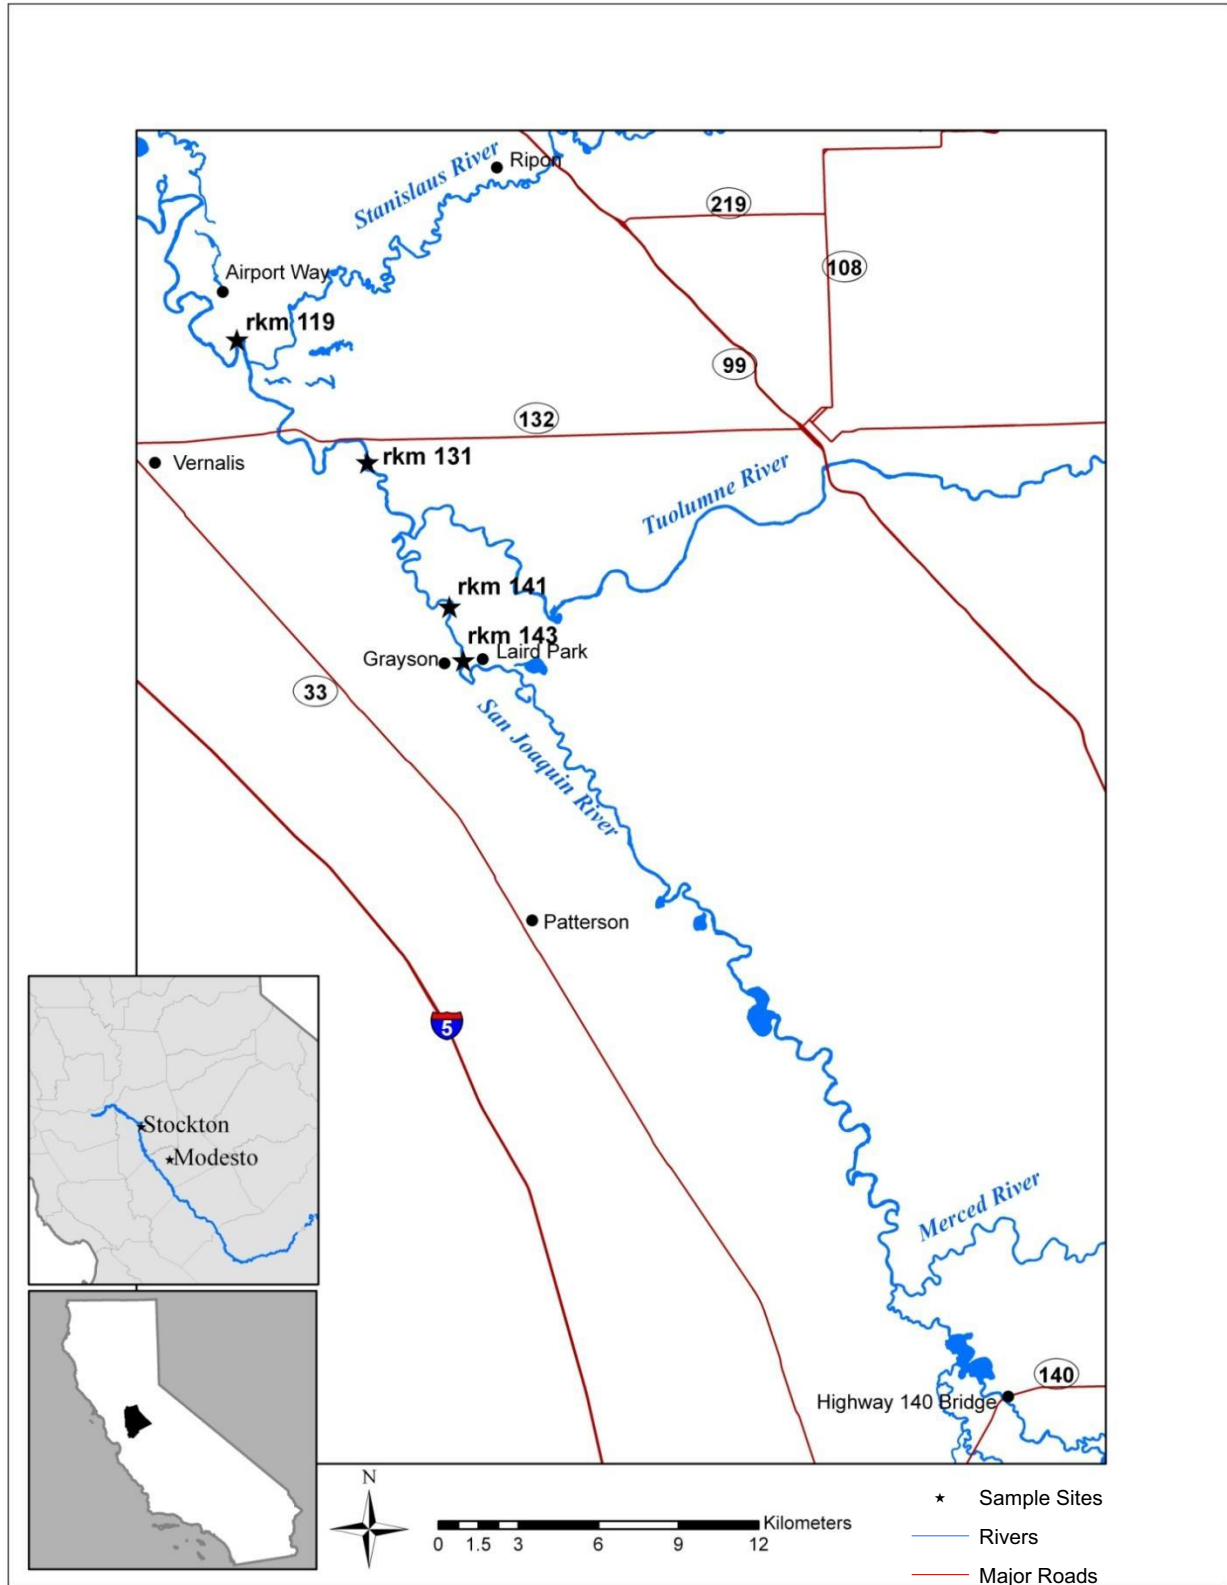 Stanislaus River
Ripon
219
108
Airport Way
rkm 119
99
132
Vernalis
rkm 131
Tuolumne River
rkm 141
rkm 143
Grayson
Laird Park
33
San Joaquin River
Patterson
5
Stockton
Modesto
Merced River
140
Highway 140 Bridge
N
Kilometers
0 1.5 3 6 9 12
Sample Sites
Rivers
Major Roads